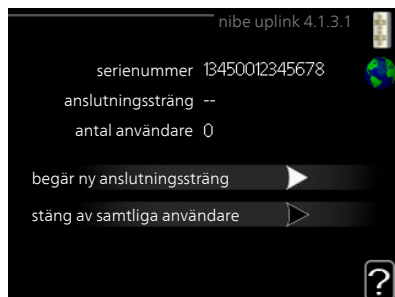 nibe uplink 4.1.3.1
serienummer 13450012345678
anslutningssträng --
antal användare 0
begär ny anslutningssträng
stäng av samtliga användare
?